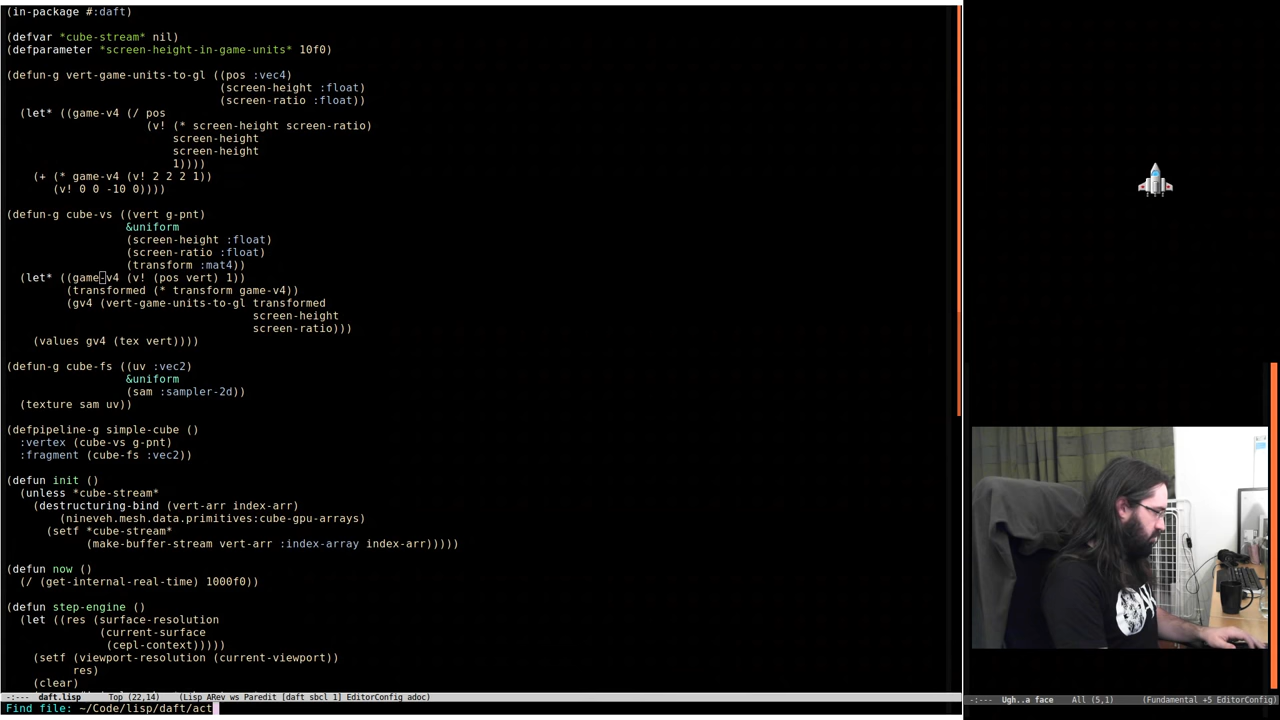 (in-package #:daft)
(defvar *cube-stream* nil)
(defparameter *screen-height-in-game-units* 10f0)
(defun-g vert-game-units-to-gl ((pos :vec4)
(screen-height :float)
(screen-ratio :float))
(let* ((game-v4 (/ pos
(v! (* screen-height screen-ratio)
screen-height
screen-height
1))))
(+ (* game-v4 (v! 2 2 2 1))
(v! 0 0 -10 0))))
(defun-g cube-vs ((vert g-pnt)
&uniform
(screen-height :float)
(screen-ratio :float)
(transform :mat4))
(let* ((game-v4 (v! (pos vert) 1))
(transformed (* transform game-v4))
(gv4 (vert-game-units-to-gl transformed
screen-height
screen-ratio)))
(values gv4 (tex vert))))
(defun-g cube-fs ((uv :vec2)
&uniform
(sam :sampler-2d))
(texture sam uv))
(defpipeline-g simple-cube ()
:vertex (cube-vs g-pnt)
:fragment (cube-fs :vec2))
(defun init ()
(unless *cube-stream*
(destructuring-bind (vert-arr index-arr)
(nineveh.mesh.data.primitives:cube-gpu-arrays)
(setf *cube-stream*
(make-buffer-stream vert-arr :index-array index-arr)))))
(defun now ()
(/ (get-internal-real-time) 1000f0))
(defun step-engine ()
(let ((res (surface-resolution
(current-surface
(cepl-context)))))
(setf (viewport-resolution (current-viewport))
res)
(clear)
-:--- daft.lisp Top (22,14) (Lisp ARev ws Paredit [daft sbcl 1] EditorConfig adoc)
Find file: ~/Code/lisp/daft/act
-:--- Ugh..a face All (5,1) (Fundamental +5 EditorConfig)